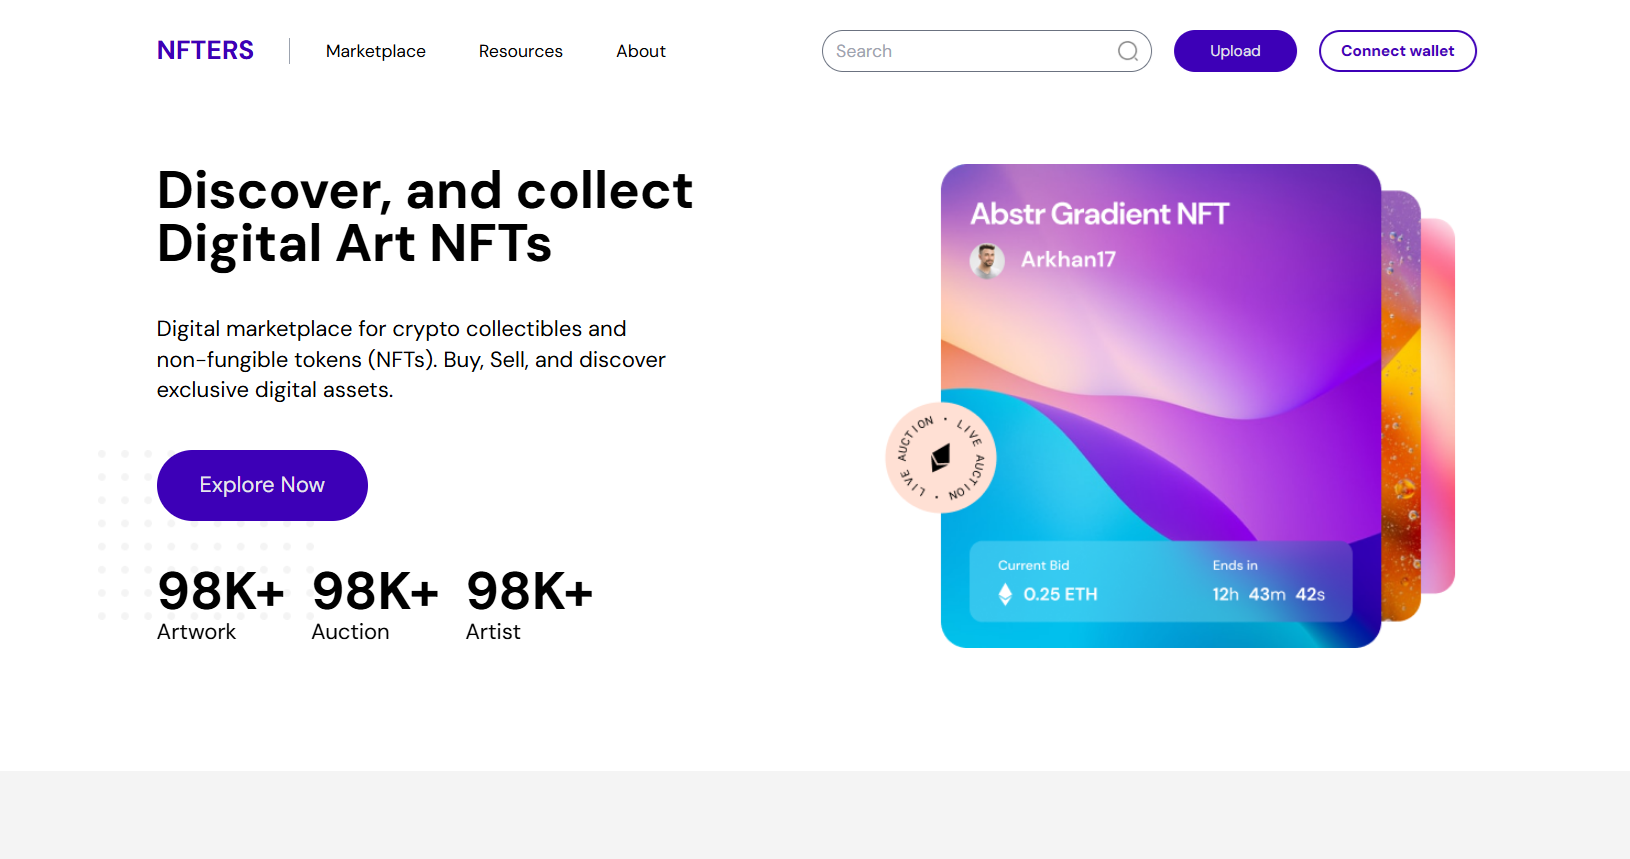 NFTERS
Marketplace
Resources
About
Search
Upload
Connect wallet
Discover, and collect
Digital Art NFTs
Digital marketplace for crypto collectibles and
non-fungible tokens (NFTs). Buy, Sell, and discover
exclusive digital assets.
Explore Now
98K+ 98K+ 98K+
Artwork Auction Artist
Abstr Gradient NFT
Arkhan17
LIVE AUCTION • LIVE AUCTION •
Current Bid Ends in
0.25 ETH 12h 43m 42s